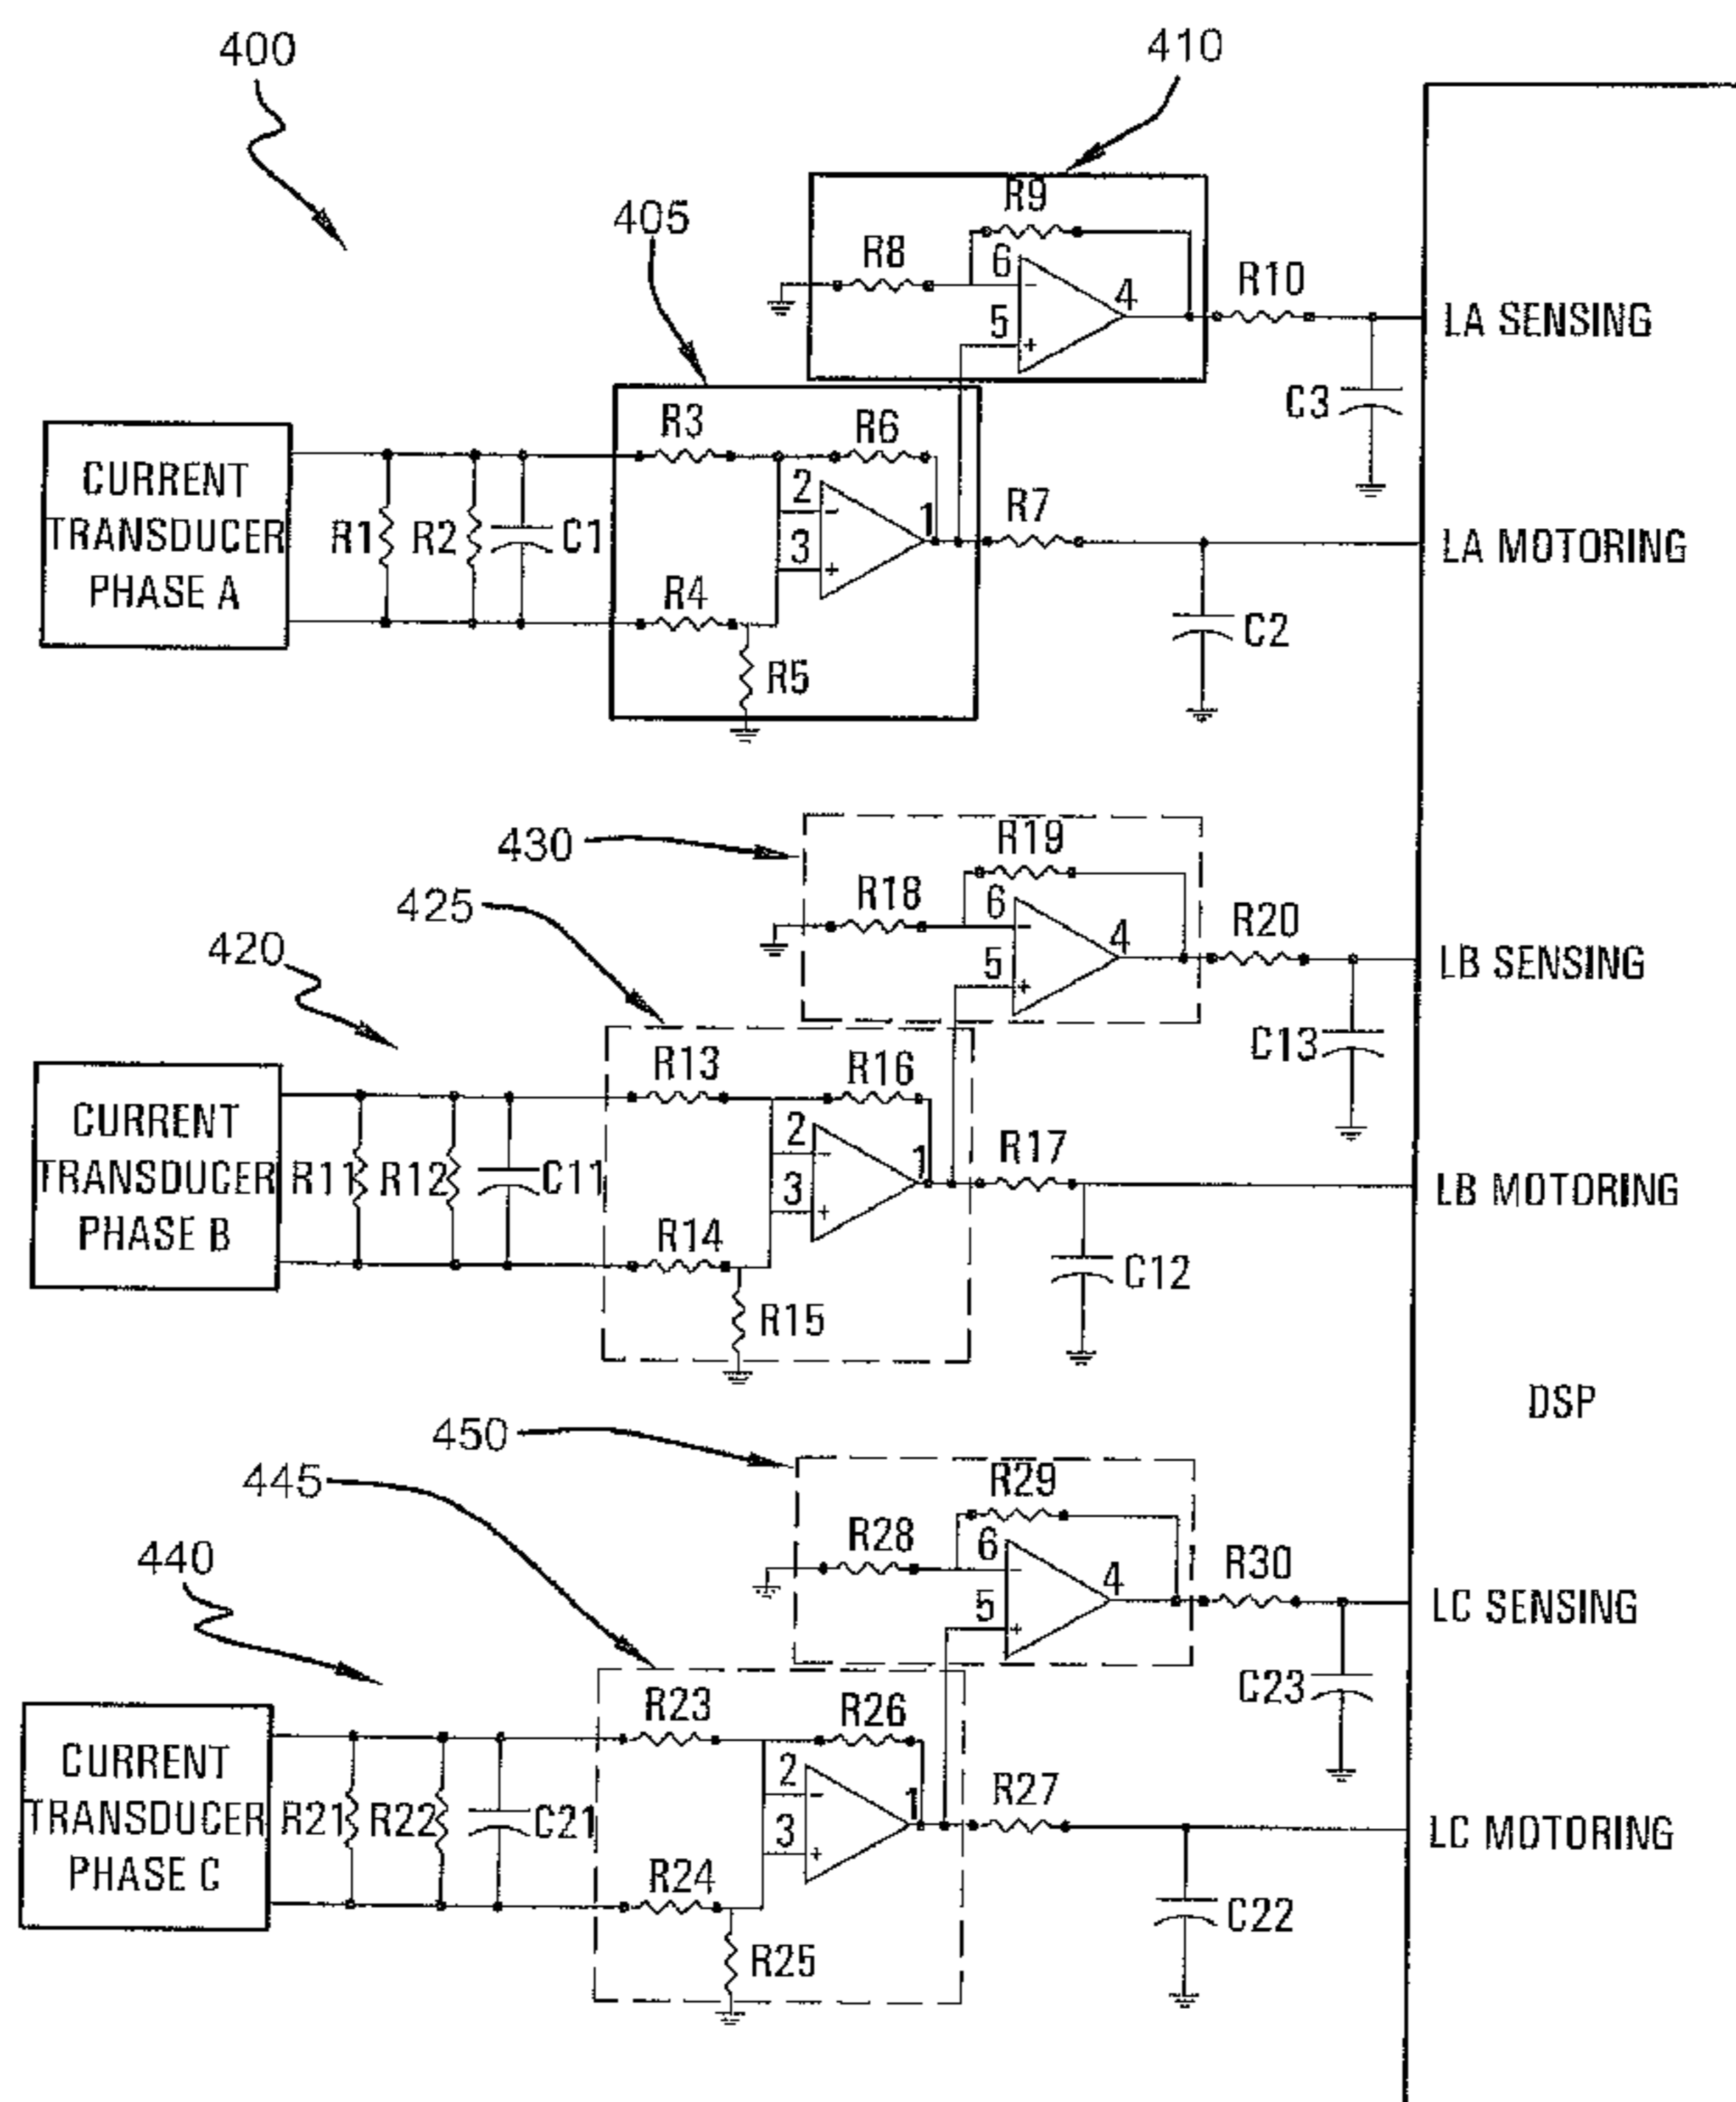 400
410
405
R9
R8
6
5
4
R10
LA SENSING
C3
R3
R6
CURRENT
TRANSDUCER
PHASE A
R1
R2
C1
2
3
1
R7
LA MOTORING
R4
R5
C2
430
425
420
R19
R18
6
5
4
R20
LB SENSING
C13
R13
R16
CURRENT
TRANSDUCER
PHASE B
R11
R12
C11
2
3
1
R17
LB MOTORING
R14
R15
C12
DSP
450
445
440
R29
R28
6
5
4
R30
LC SENSING
C23
R23
R26
CURRENT
TRANSDUCER
PHASE C
R21
R22
C21
2
3
1
R27
LC MOTORING
R24
R25
C22